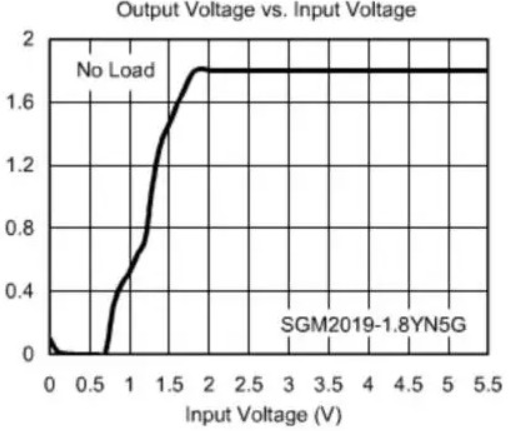 Output Voltage vs. Input Voltage
2
No Load
1.6
1.2
0.8
0.4
SGM2019-1.8YN5G
0
0 0.5 1 1.5 2 2.5 3 3.5 4 4.5 5 5.5
Input Voltage (V)